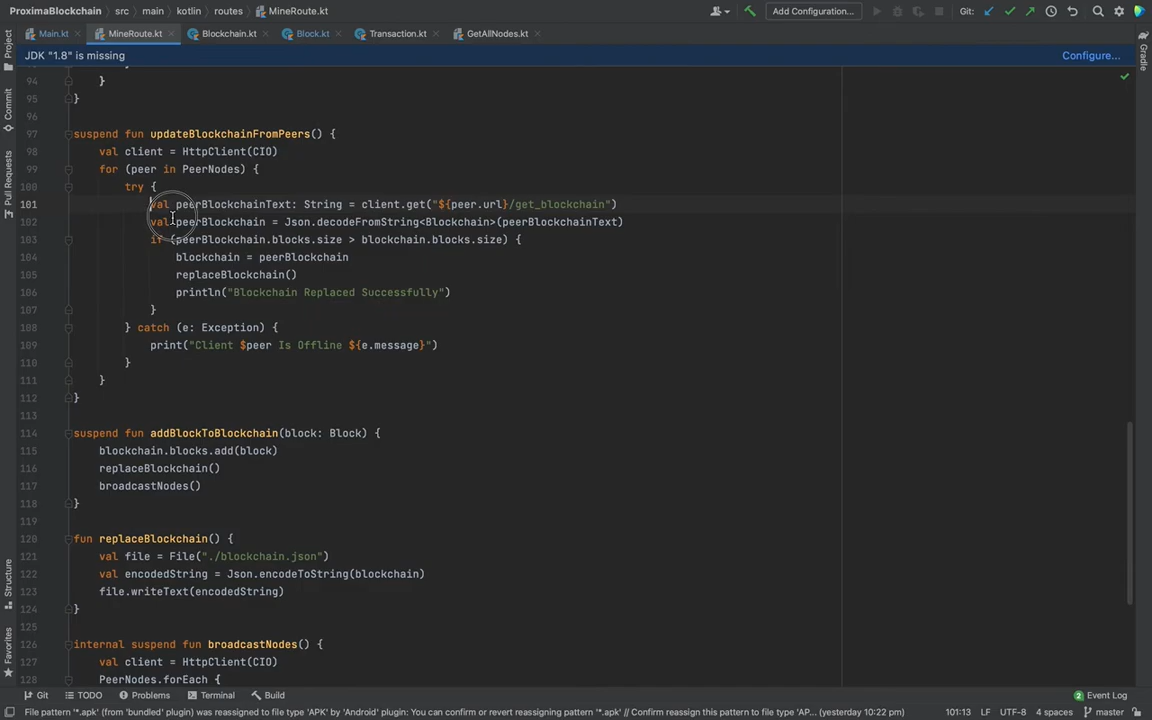 ProximaBlockchain src main kotlin routes MineRoute.kt Add Configuration... Git:
Main.kt MineRoute.kt Blockchain.kt Block.kt Transaction.kt GetAllNodes.kt
JDK "1.8" is missing Configure...
94 }
95 }
96
97 suspend fun updateBlockchainFromPeers() {
98 val client = HttpClient(CIO)
99 for (peer in PeerNodes) {
100 try {
101 val peerBlockchainText: String = client.get("${peer.url}/get_blockchain")
102 val peerBlockchain = Json.decodeFromString<Blockchain>(peerBlockchainText)
103 if (peerBlockchain.blocks.size > blockchain.blocks.size) {
104 blockchain = peerBlockchain
105 replaceBlockchain()
106 println("Blockchain Replaced Successfully")
107 }
108 } catch (e: Exception) {
109 print("Client $peer Is Offline ${e.message}")
110 }
111 }
112 }
113
114 suspend fun addBlockToBlockchain(block: Block) {
115 blockchain.blocks.add(block)
116 replaceBlockchain()
117 broadcastNodes()
118 }
119
120 fun replaceBlockchain() {
121 val file = File("./blockchain.json")
122 val encodedString = Json.encodeToString(blockchain)
123 file.writeText(encodedString)
124 }
125
126 internal suspend fun broadcastNodes() {
127 val client = HttpClient(CIO)
128 PeerNodes.forEach {
Project
Commit
Pull Requests
Structure
Favorites
Gradle
Git TODO Problems Terminal Build 2 Event Log
File pattern '*.apk' (from 'bundled' plugin) was reassigned to file type 'APK' by 'Android' plugin: You can confirm or revert reassigning pattern '*.apk' // Confirm reassign this pattern to file type 'AP... (yesterday 10:22 pm) 101:13 LF UTF-8 4 spaces master